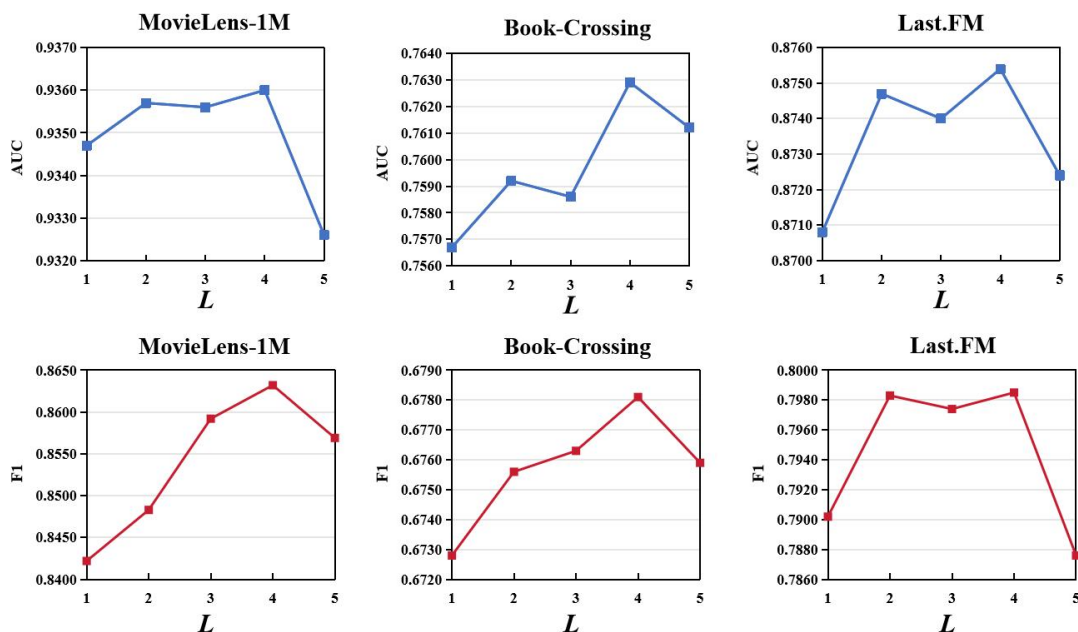 MovieLens-1M
0.9370
0.9360
0.9350
0.9340
0.9330
0.9320
AUC
1 2 3 4 5
L
Book-Crossing
0.7640
0.7630
0.7620
0.7610
0.7600
0.7590
0.7580
0.7570
0.7560
AUC
1 2 3 4 5
L
Last.FM
0.8760
0.8750
0.8740
0.8730
0.8720
0.8710
0.8700
AUC
1 2 3 4 5
L
MovieLens-1M
0.8650
0.8600
0.8550
0.8500
0.8450
0.8400
F1
1 2 3 4 5
L
Book-Crossing
0.6790
0.6780
0.6770
0.6760
0.6750
0.6740
0.6730
0.6720
F1
1 2 3 4 5
L
Last.FM
0.8000
0.7980
0.7960
0.7940
0.7920
0.7900
0.7880
0.7860
F1
1 2 3 4 5
L